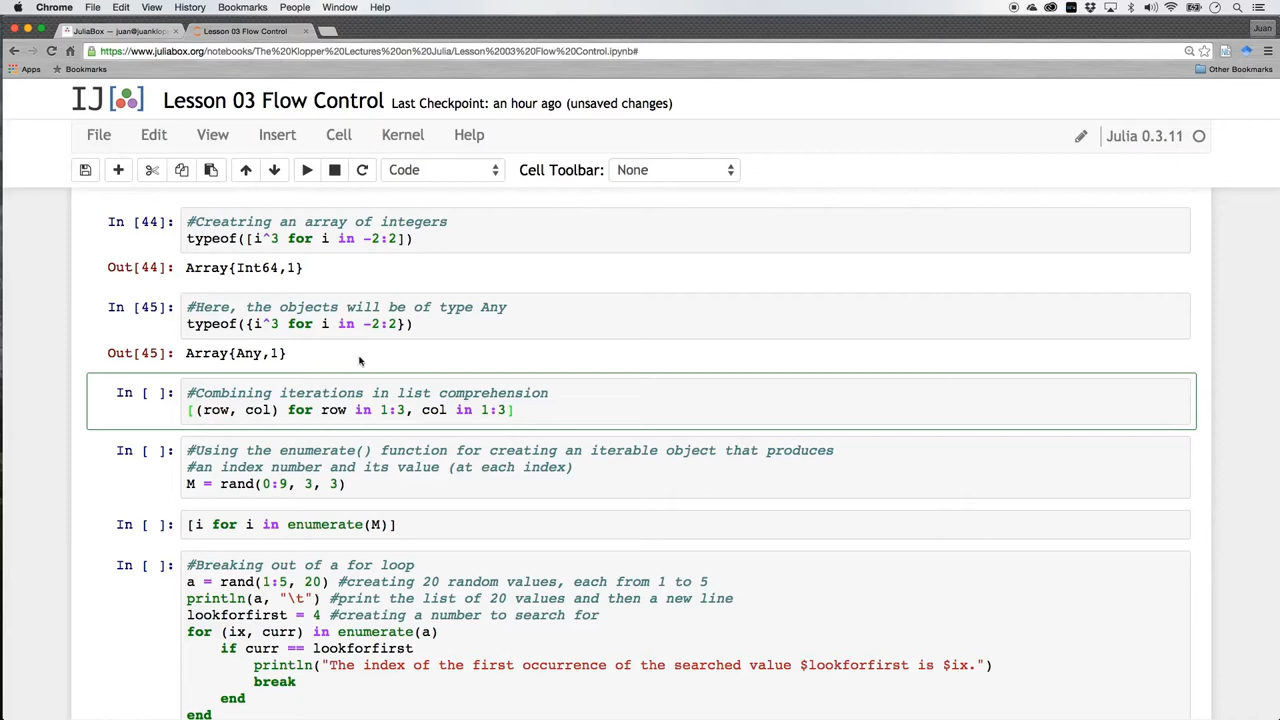 Chrome File Edit View History Bookmarks People Window Help
JuliaBox — juan@juanklop × Lesson 03 Flow Control × Juan
https://www.juliabox.org/notebooks/The%20Klopper%20Lectures%20on%20Julia/Lesson%2003%20Flow%20Control.ipynb#
Apps Bookmarks Other Bookmarks
IJ[ ] Lesson 03 Flow Control Last Checkpoint: an hour ago (unsaved changes)
File Edit View Insert Cell Kernel Help Julia 0.3.11
Code Cell Toolbar: None
In [44]: #Creatring an array of integers
typeof([i^3 for i in -2:2])
Out[44]: Array{Int64,1}
In [45]: #Here, the objects will be of type Any
typeof({i^3 for i in -2:2})
Out[45]: Array{Any,1}
In [ ]: #Combining iterations in list comprehension
[(row, col) for row in 1:3, col in 1:3]
In [ ]: #Using the enumerate() function for creating an iterable object that produces
#an index number and its value (at each index)
M = rand(0:9, 3, 3)
In [ ]: [i for i in enumerate(M)]
In [ ]: #Breaking out of a for loop
a = rand(1:5, 20) #creating 20 random values, each from 1 to 5
println(a, "\t") #print the list of 20 values and then a new line
lookforfirst = 4 #creating a number to search for
for (ix, curr) in enumerate(a)
if curr == lookforfirst
println("The index of the first occurrence of the searched value $lookforfirst is $ix.")
break
end
end